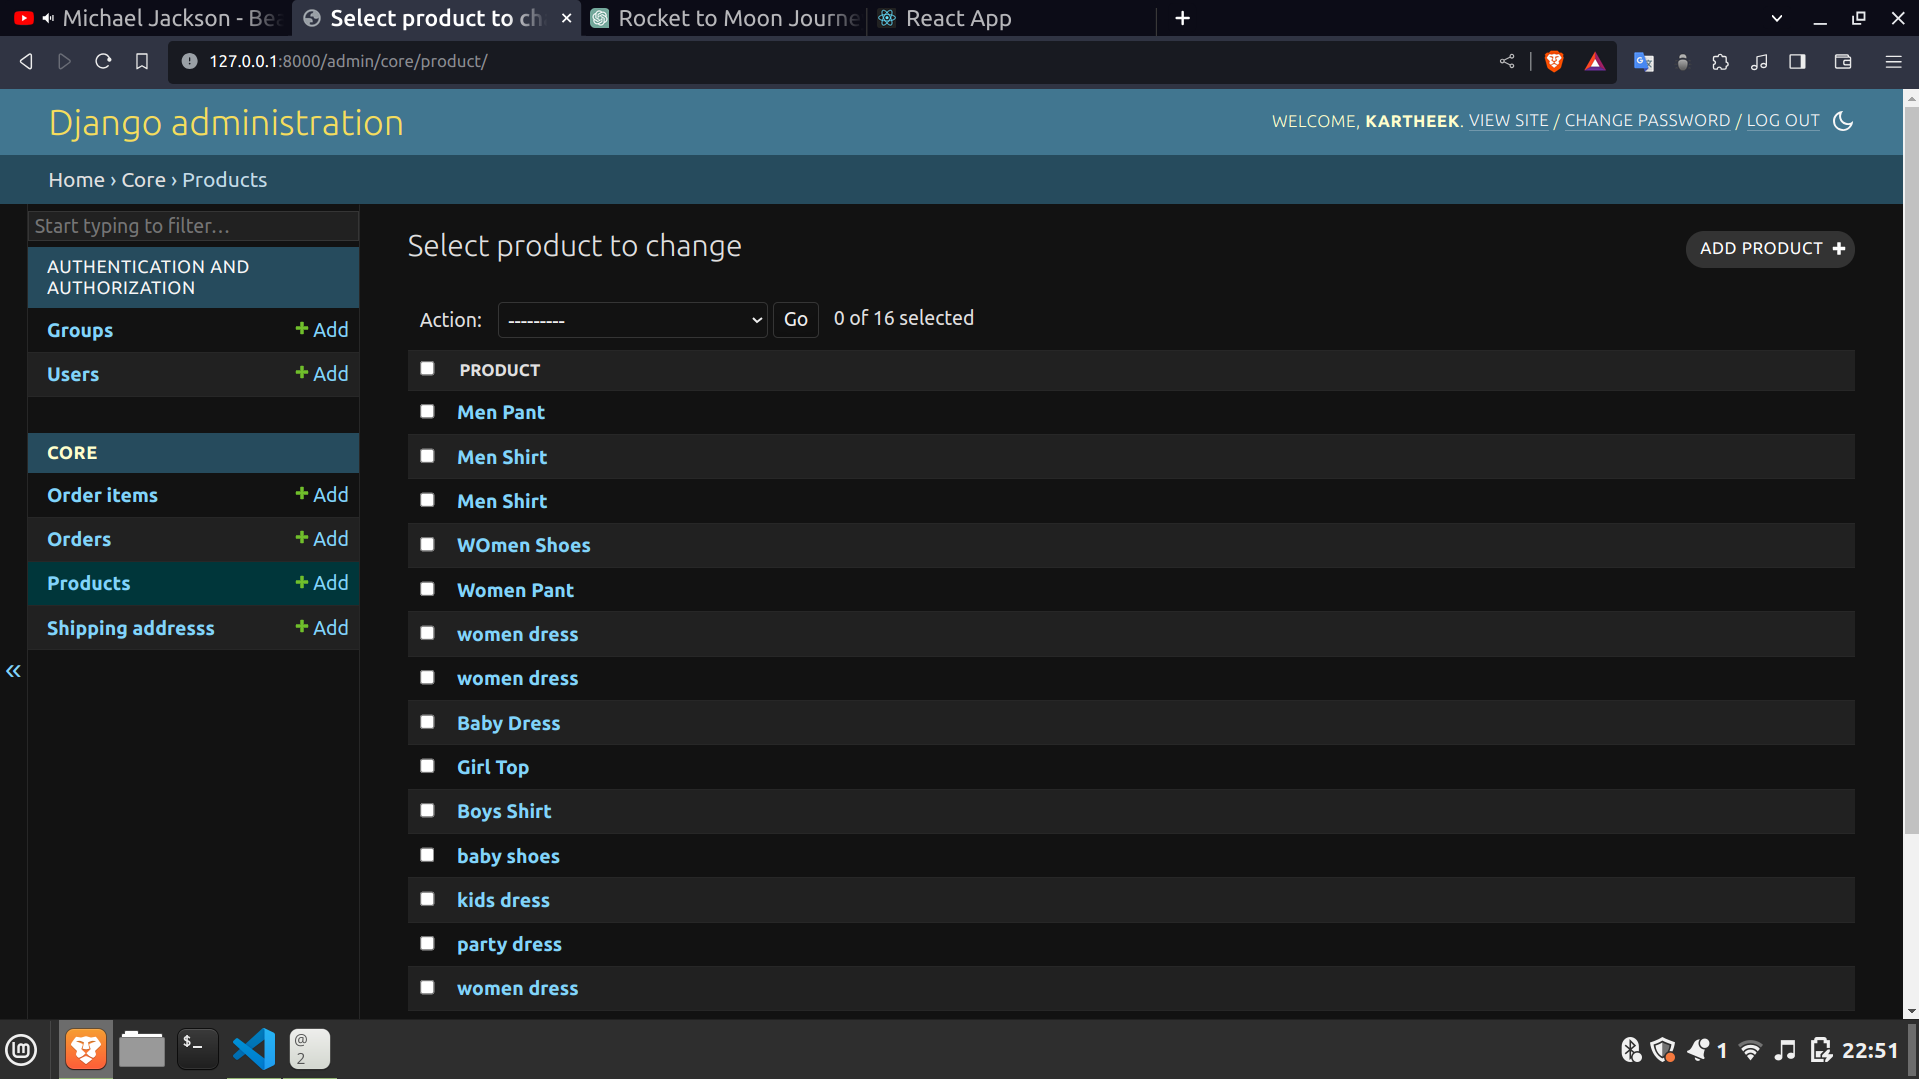 Michael Jackson - Bea
Select product to ch
Rocket to Moon Journe
React App
127.0.0.1:8000/admin/core/product/
Django administration
WELCOME, KARTHEEK. VIEW SITE / CHANGE PASSWORD / LOG OUT
Home › Core › Products
Start typing to filter…
AUTHENTICATION AND
AUTHORIZATION
Groups + Add
Users + Add
CORE
Order items + Add
Orders + Add
Products + Add
Shipping addresss + Add
«
Select product to change
ADD PRODUCT +
Action: --------- Go 0 of 16 selected
PRODUCT
Men Pant
Men Shirt
Men Shirt
WOmen Shoes
Women Pant
women dress
women dress
Baby Dress
Girl Top
Boys Shirt
baby shoes
kids dress
party dress
women dress
$_
@
2
1
22:51